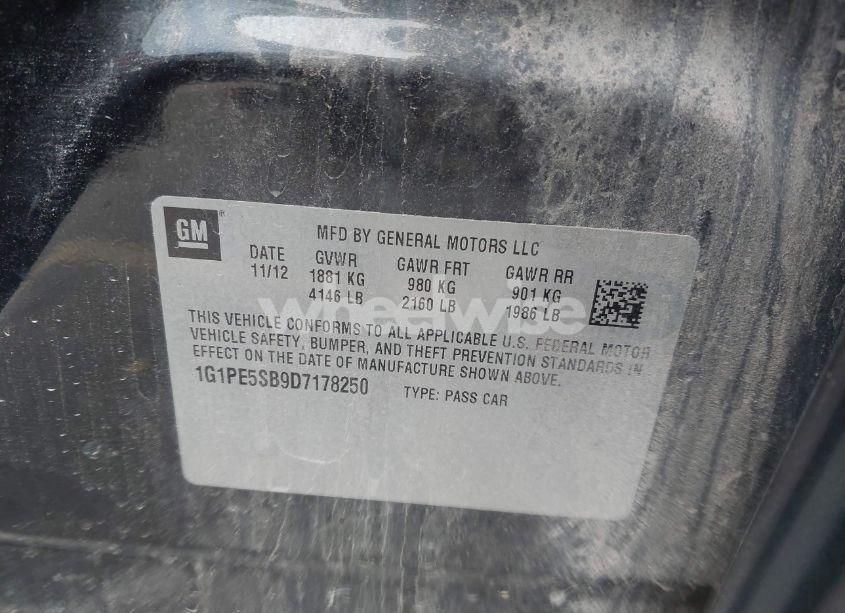 GM
MFD BY GENERAL MOTORS LLC
DATE GVWR GAWR FRT GAWR RR
11/12 1881 KG 980 KG 901 KG
4146 LB 2160 LB 1986 LB
wheelwise
THIS VEHICLE CONFORMS TO ALL APPLICABLE U.S. FEDERAL MOTOR
VEHICLE SAFETY, BUMPER, AND THEFT PREVENTION STANDARDS IN
EFFECT ON THE DATE OF MANUFACTURE SHOWN ABOVE.
1G1PE5SB9D7178250 TYPE: PASS CAR